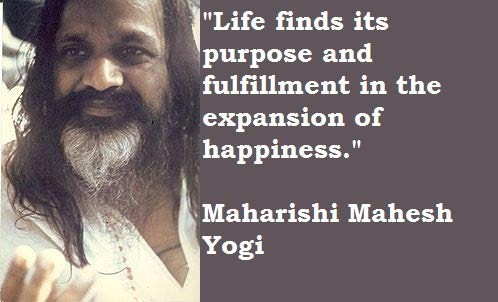 "Life finds its
purpose and
fulfillment in the
expansion of
happiness."
Maharishi Mahesh
Yogi